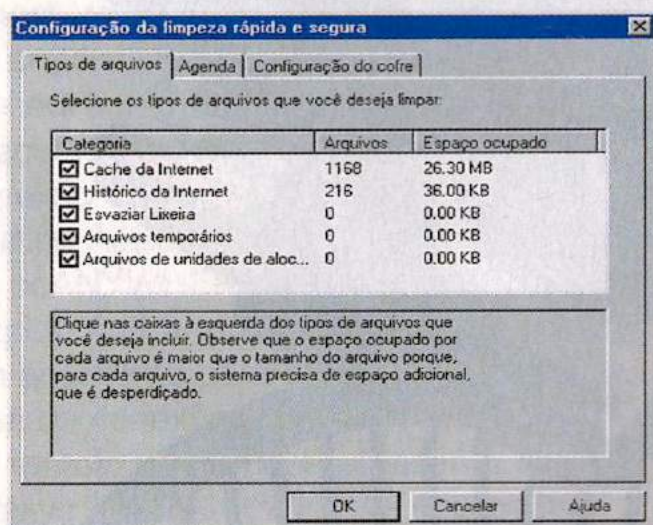 Configuração da limpeza rápida e segura
Tipos de arquivos Agenda Configuração do cofre
Selecione os tipos de arquivos que você deseja limpar:
Categoria Arquivos Espaço ocupado
Cache da Internet 1168 26.30 MB
Histórico da Internet 216 36.00 KB
Esvaziar Lixeira 0 0.00 KB
Arquivos temporários 0 0.00 KB
Arquivos de unidades de aloc... 0 0.00 KB
Clique nas caixas à esquerda dos tipos de arquivos que
você deseja incluir. Observe que o espaço ocupado por
cada arquivo é maior que o tamanho do arquivo porque,
para cada arquivo, o sistema precisa de espaço adicional,
que é desperdiçado.
OK Cancelar Ajuda